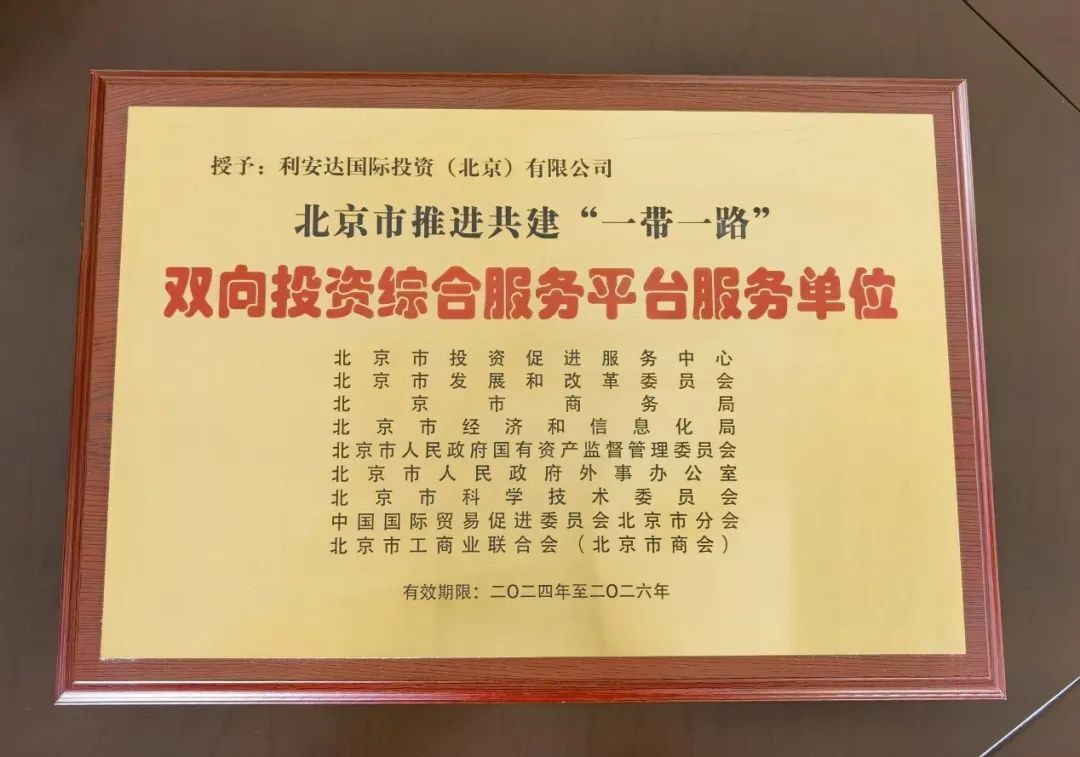 授予：利安达国际投资（北京）有限公司
北京市推进共建“一带一路”
双向投资综合服务平台服务单位
北京市投资促进服务中心
北京市发展和改革委员会
北京市商务局
北京市经济和信息化局
北京市人民政府国有资产监督管理委员会
北京市人民政府外事办公室
北京市科学技术委员会
中国国际贸易促进委员会北京市分会
北京市工商业联合会（北京市商会）
有效期限：二〇二四年至二〇二六年